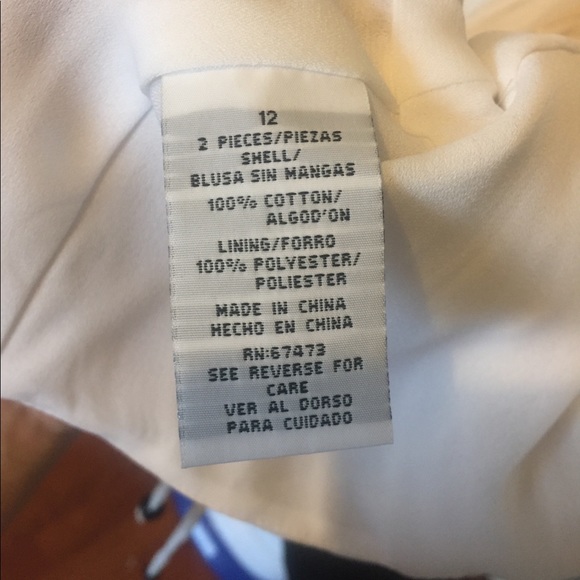 12
2 PIECES/PIEZAS
SHELL/
BLUSA SIN MANGAS
100% COTTON/
ALGOD'ON
LINING/FORRO
100% POLYESTER/
POLIESTER
MADE IN CHINA
HECHO EN CHINA
RN:67473
SEE REVERSE FOR
CARE
VER AL DORSO
PARA CUIDADO